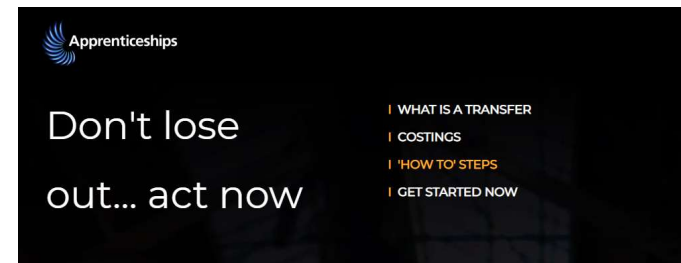 Apprenticeships
Don't lose
out... act now
WHAT IS A TRANSFER
COSTINGS
'HOW TO' STEPS
GET STARTED NOW